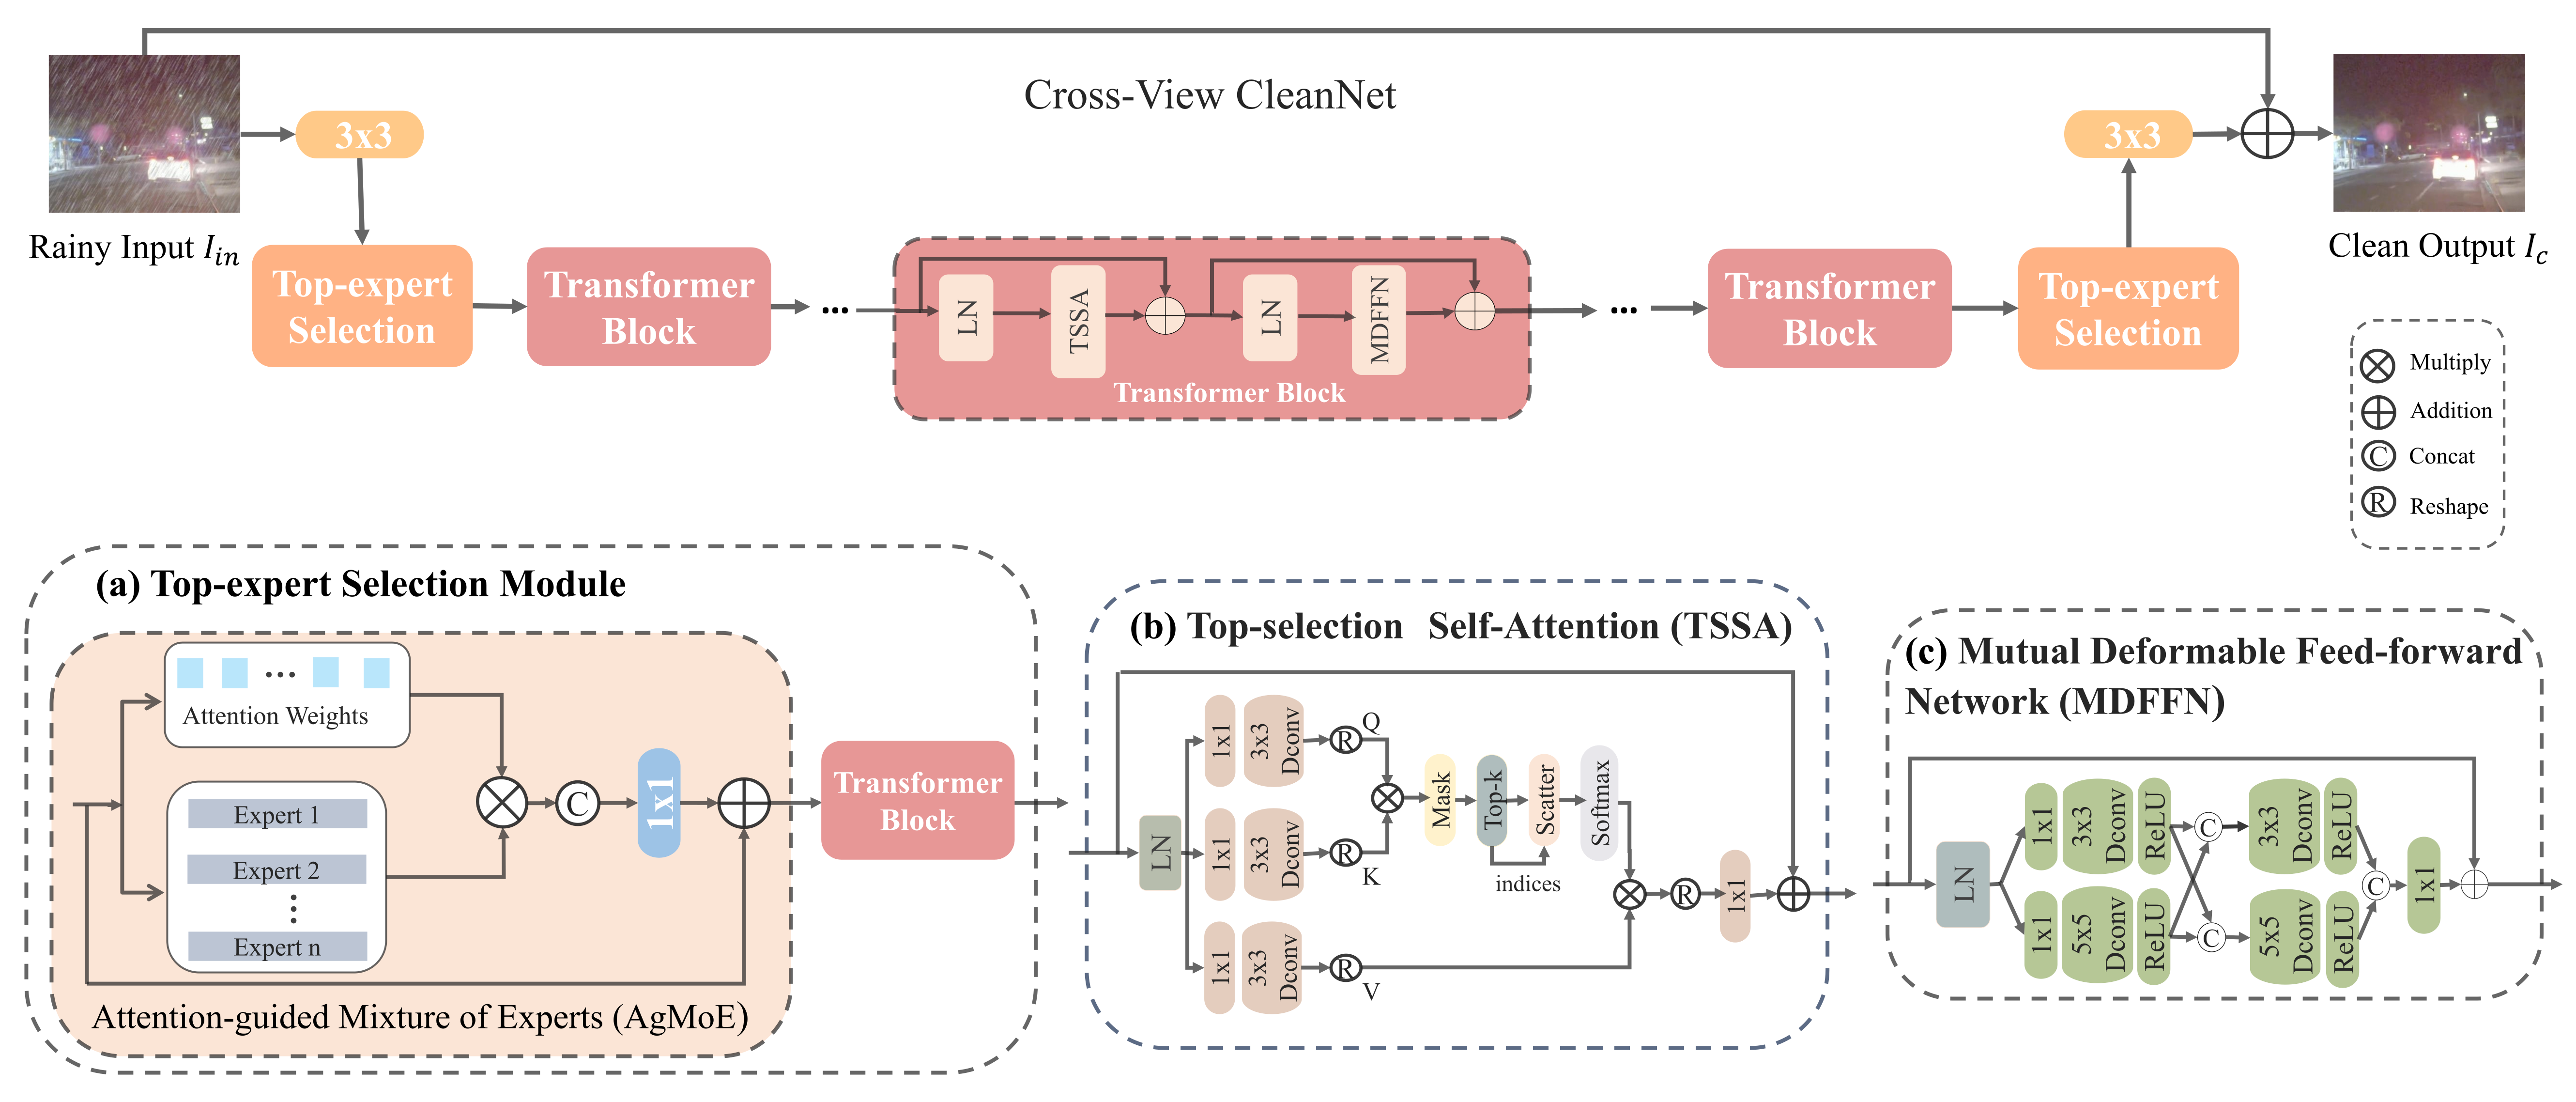 Cross-View CleanNet
3x3
3x3
Rainy Input I_in
Clean Output I_c
Top-expert
Selection
Transformer
Block
...
LN
TSSA
LN
MDFFN
Transformer Block
...
Transformer
Block
Top-expert
Selection
Multiply
Addition
C Concat
R Reshape
(a) Top-expert Selection Module
...
Attention Weights
Expert 1
Expert 2
Expert n
C
1x1
Transformer
Block
Attention-guided Mixture of Experts (AgMoE)
(b) Top-selection Self-Attention (TSSA)
LN
1x1
3x3
Dconv
R
Q
1x1
3x3
Dconv
R
K
1x1
3x3
Dconv
R
V
Mask
Top-k
Scatter
Softmax
indices
R
1x1
(c) Mutual Deformable Feed-forward
Network (MDFFN)
LN
1x1
3x3
Dconv
ReLU
C
3x3
Dconv
ReLU
1x1
5x5
Dconv
ReLU
C
5x5
Dconv
ReLU
C
1x1